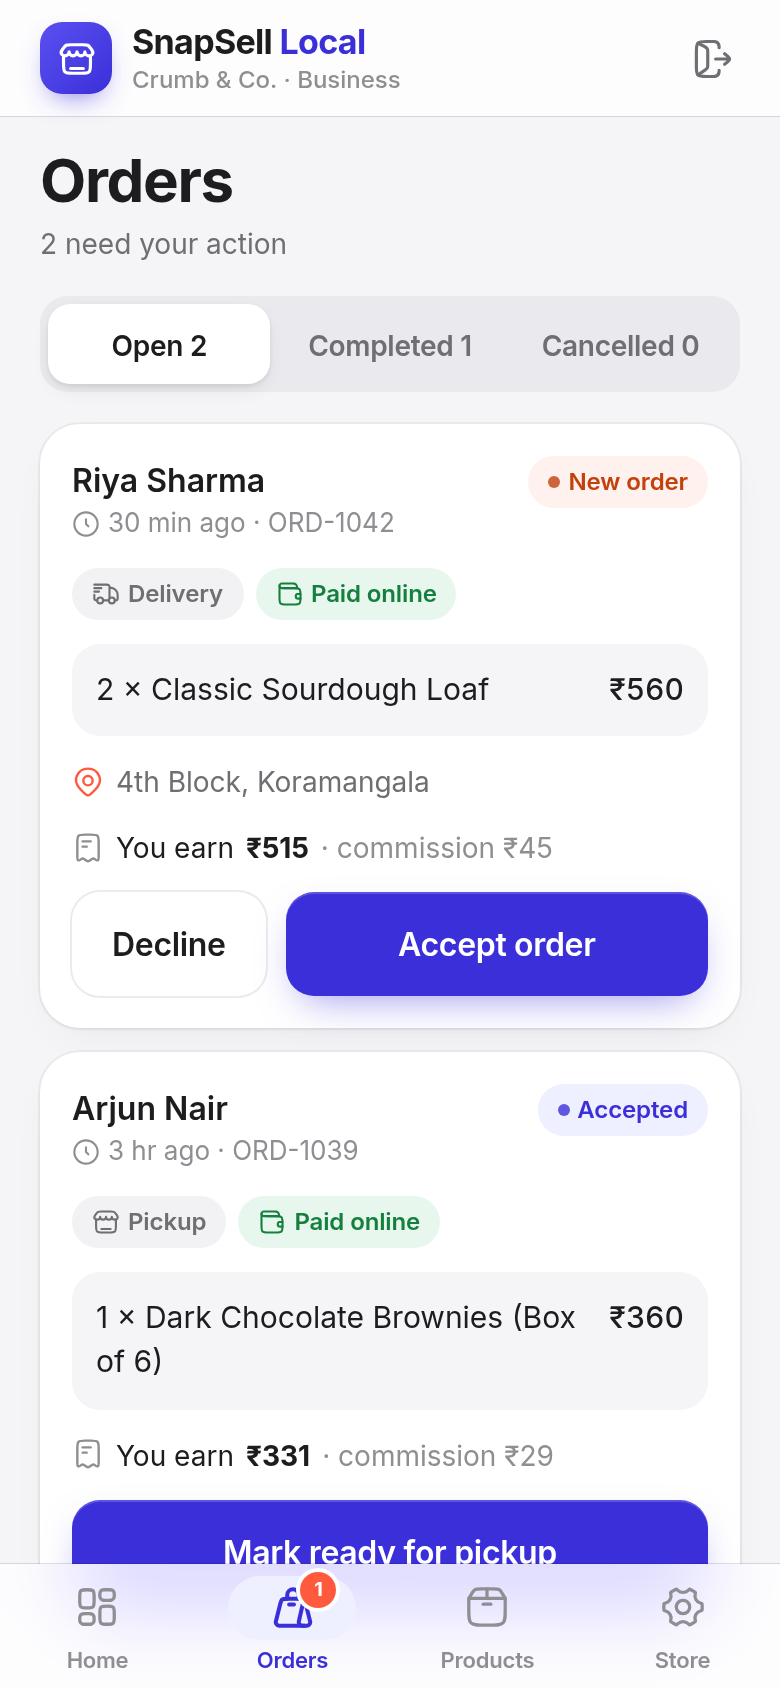 SnapSell Local
Crumb & Co. · Business
Orders
2 need your action
Open 2
Completed 1
Cancelled 0
Riya Sharma
New order
30 min ago · ORD-1042
Delivery
Paid online
2 × Classic Sourdough Loaf ₹560
4th Block, Koramangala
You earn ₹515 · commission ₹45
Decline
Accept order
Arjun Nair
Accepted
3 hr ago · ORD-1039
Pickup
Paid online
1 × Dark Chocolate Brownies (Box ₹360
of 6)
You earn ₹331 · commission ₹29
Mark ready for pickup
1
Home
Orders
Products
Store